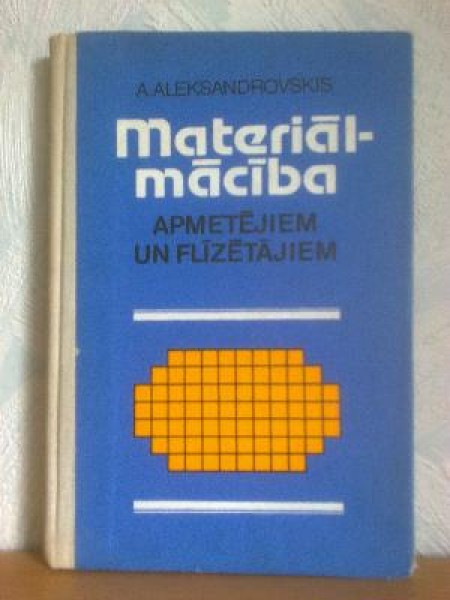 A. ALEKSANDROVSKIS
Materiāl-
mācība
APMETĒJIEM
UN FLĪZĒTĀJIEM